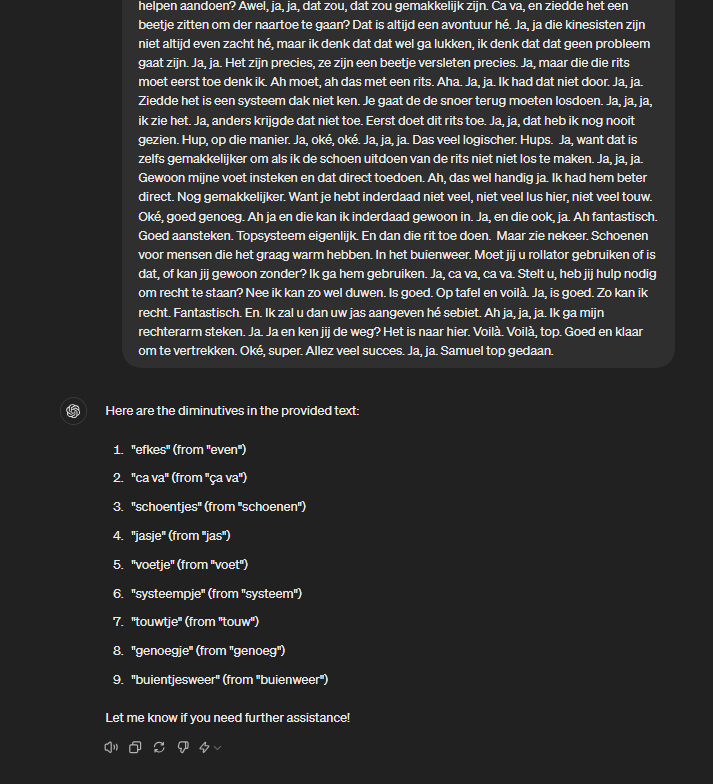 helpen aandoen? Awel, ja, ja, dat zou, dat zou gemakkelijk zijn. Ca va, en ziedde het een
beetje zitten om der naartoe te gaan? Dat is altijd een avontuur hé. Ja, ja die kinesisten zijn
niet altijd even zacht hé, maar ik denk dat dat wel ga lukken, ik denk dat dat geen probleem
gaat zijn. Ja, ja. Het zijn precies, ze zijn een beetje versleten precies. Ja, maar die die rits
moet eerst toe denk ik. Ah moet, ah das met een rits. Aha. Ja, ja. Ik had dat niet door. Ja, ja.
Ziedde het is een systeem dak niet ken. Je gaat de de snoer terug moeten losdoen. Ja, ja, ja,
ik zie het. Ja, anders krijgde dat niet toe. Eerst doet dit rits toe. Ja, ja, dat heb ik nog nooit
gezien. Hup, op die manier. Ja, oké, oké. Ja, ja, ja. Das veel logischer. Hups.  Ja, want dat is
zelfs gemakkelijker om als ik de schoen uitdoen van de rits niet niet los te maken. Ja, ja, ja.
Gewoon mijne voet insteken en dat direct toedoen. Ah, das wel handig ja. Ik had hem beter
direct. Nog gemakkelijker. Want je hebt inderdaad niet veel, niet veel lus hier, niet veel touw.
Oké, goed genoeg. Ah ja en die kan ik inderdaad gewoon in. Ja, en die ook, ja. Ah fantastisch.
Goed aansteken. Topsysteem eigenlijk. En dan die rit toe doen.  Maar zie nekeer. Schoenen
voor mensen die het graag warm hebben. In het buienweer. Moet jij u rollator gebruiken of is
dat, of kan jij gewoon zonder? Ik ga hem gebruiken. Ja, ca va, ca va. Stelt u, heb jij hulp nodig
om recht te staan? Nee ik kan zo wel duwen. Is goed. Op tafel en voilà. Ja, is goed. Zo kan ik
recht. Fantastisch. En. Ik zal u dan uw jas aangeven hé sebiet. Ah ja, ja, ja. Ik ga mijn
rechterarm steken. Ja. Ja en ken jij de weg? Het is naar hier. Voilà. Voilà, top. Goed en klaar
om te vertrekken. Oké, super. Allez veel succes. Ja, ja. Samuel top gedaan.
Here are the diminutives in the provided text:
1. "efkes" (from "even")
2. "ca va" (from "ça va")
3. "schoentjes" (from "schoenen")
4. "jasje" (from "jas")
5. "voetje" (from "voet")
6. "systeempje" (from "systeem")
7. "touwtje" (from "touw")
8. "genoegje" (from "genoeg")
9. "buientjesweer" (from "buienweer")
Let me know if you need further assistance!